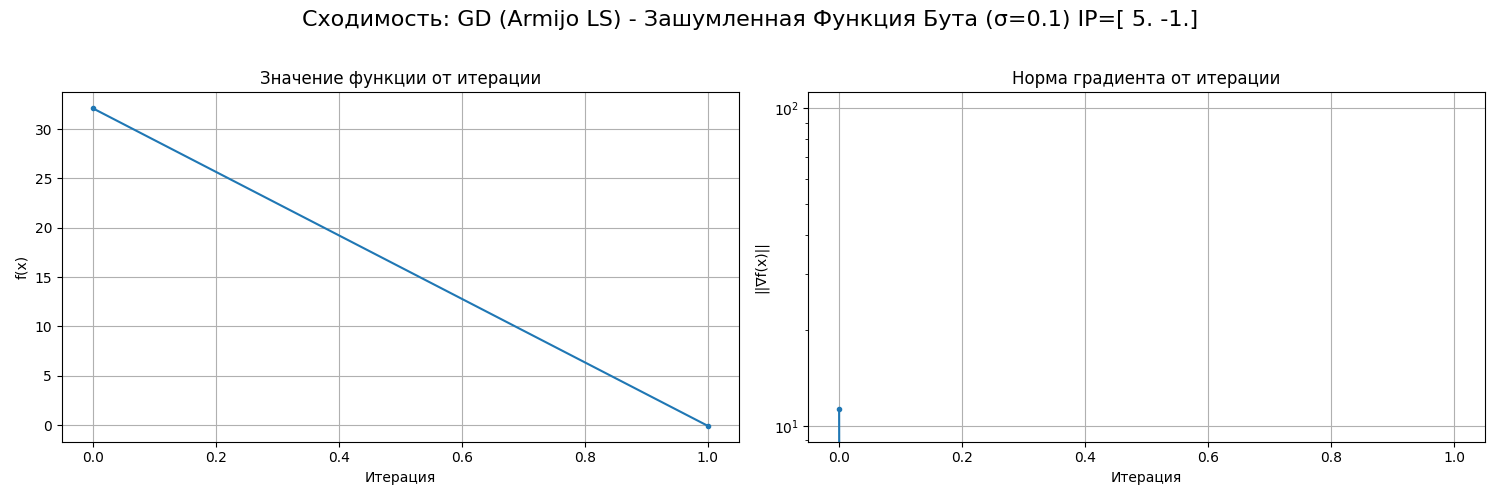 Сходимость: GD (Armijo LS) - Зашумленная Функция Бута (σ=0.1) IP=[ 5. -1.]
Значение функции от итерации
f(x)
30
25
20
15
10
5
0
0.0 0.2 0.4 0.6 0.8 1.0
Итерация
Норма градиента от итерации
||∇f(x)||
10²
10¹
0.0 0.2 0.4 0.6 0.8 1.0
Итерация